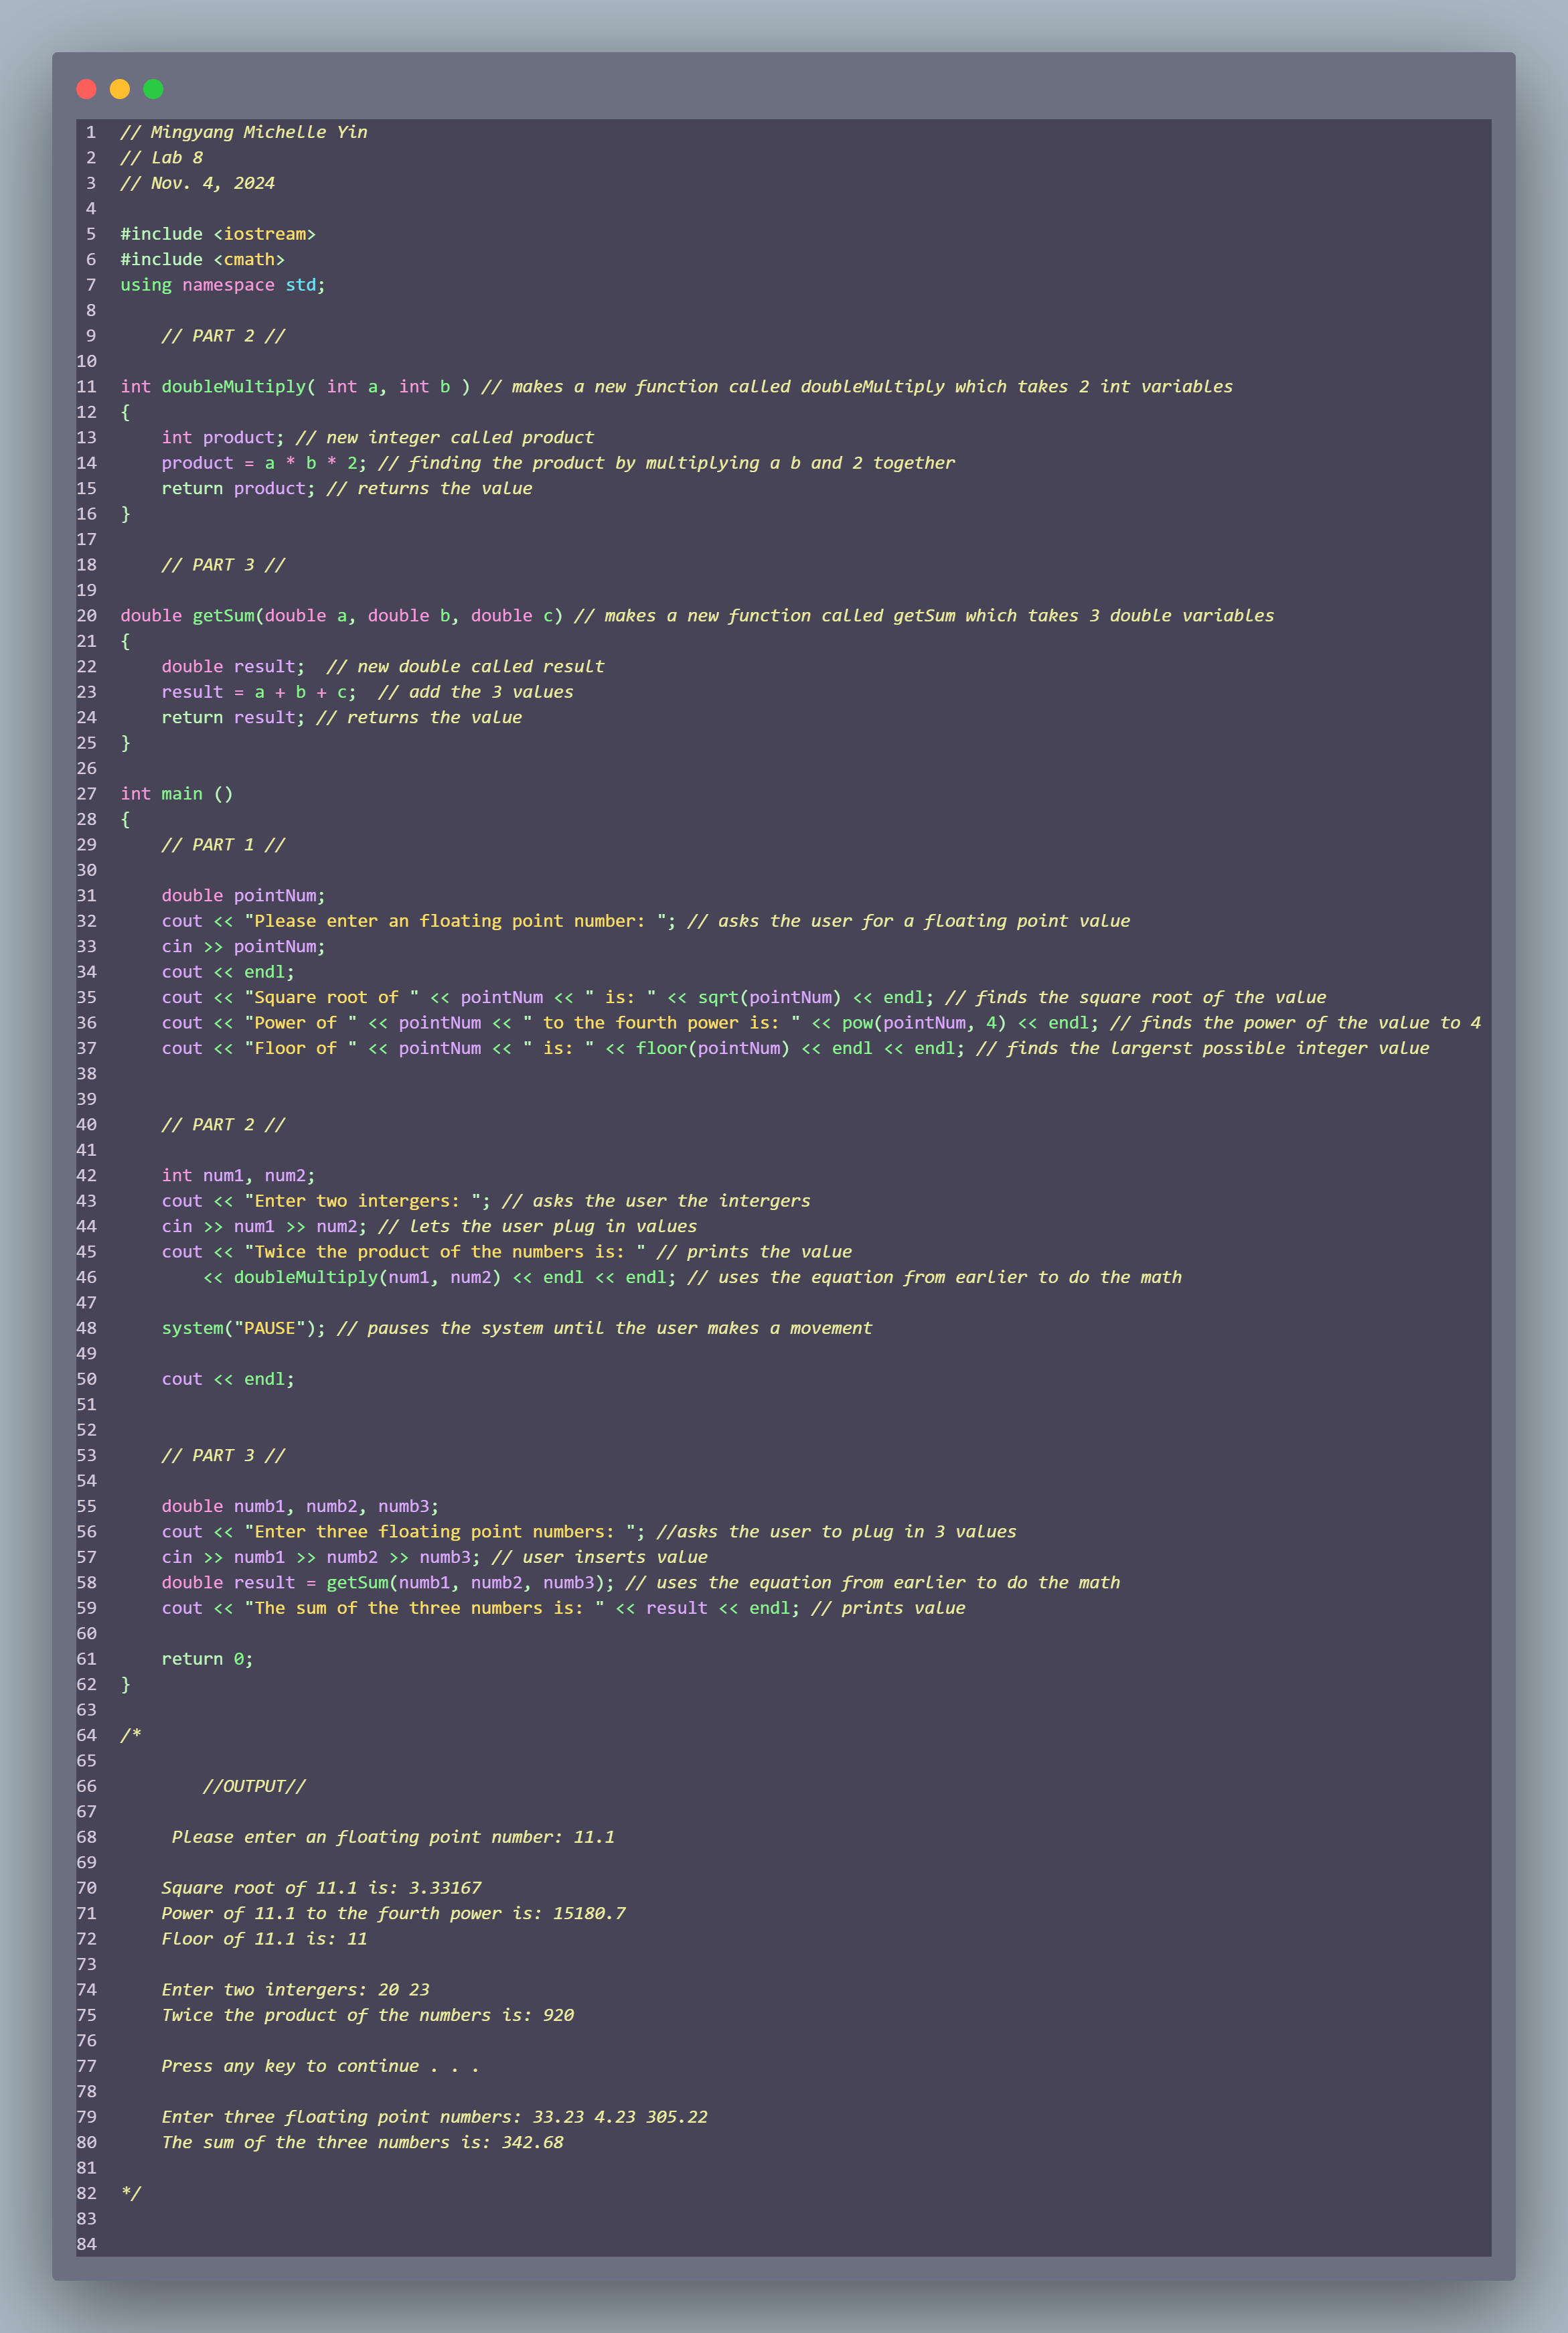 1 // Mingyang Michelle Yin
2 // Lab 8
3 // Nov. 4, 2024
4
5 #include <iostream>
6 #include <cmath>
7 using namespace std;
8
9     // PART 2 //
10
11 int doubleMultiply( int a, int b ) // makes a new function called doubleMultiply which takes 2 int variables
12 {
13     int product; // new integer called product
14     product = a * b * 2; // finding the product by multiplying a b and 2 together
15     return product; // returns the value
16 }
17
18     // PART 3 //
19
20 double getSum(double a, double b, double c) // makes a new function called getSum which takes 3 double variables
21 {
22     double result;  // new double called result
23     result = a + b + c;  // add the 3 values
24     return result; // returns the value
25 }
26
27 int main ()
28 {
29     // PART 1 //
30
31     double pointNum;
32     cout << "Please enter an floating point number: "; // asks the user for a floating point value
33     cin >> pointNum;
34     cout << endl;
35     cout << "Square root of " << pointNum << " is: " << sqrt(pointNum) << endl; // finds the square root of the value
36     cout << "Power of " << pointNum << " to the fourth power is: " << pow(pointNum, 4) << endl; // finds the power of the value to 4
37     cout << "Floor of " << pointNum << " is: " << floor(pointNum) << endl << endl; // finds the largerst possible integer value
38
39
40     // PART 2 //
41
42     int num1, num2;
43     cout << "Enter two intergers: "; // asks the user the intergers
44     cin >> num1 >> num2; // lets the user plug in values
45     cout << "Twice the product of the numbers is: " // prints the value
46         << doubleMultiply(num1, num2) << endl << endl; // uses the equation from earlier to do the math
47
48     system("PAUSE"); // pauses the system until the user makes a movement
49
50     cout << endl;
51
52
53     // PART 3 //
54
55     double numb1, numb2, numb3;
56     cout << "Enter three floating point numbers: "; //asks the user to plug in 3 values
57     cin >> numb1 >> numb2 >> numb3; // user inserts value
58     double result = getSum(numb1, numb2, numb3); // uses the equation from earlier to do the math
59     cout << "The sum of the three numbers is: " << result << endl; // prints value
60
61     return 0;
62 }
63
64 /*
65
66         //OUTPUT//
67
68      Please enter an floating point number: 11.1
69
70     Square root of 11.1 is: 3.33167
71     Power of 11.1 to the fourth power is: 15180.7
72     Floor of 11.1 is: 11
73
74     Enter two intergers: 20 23
75     Twice the product of the numbers is: 920
76
77     Press any key to continue . . .
78
79     Enter three floating point numbers: 33.23 4.23 305.22
80     The sum of the three numbers is: 342.68
81
82 */
83
84